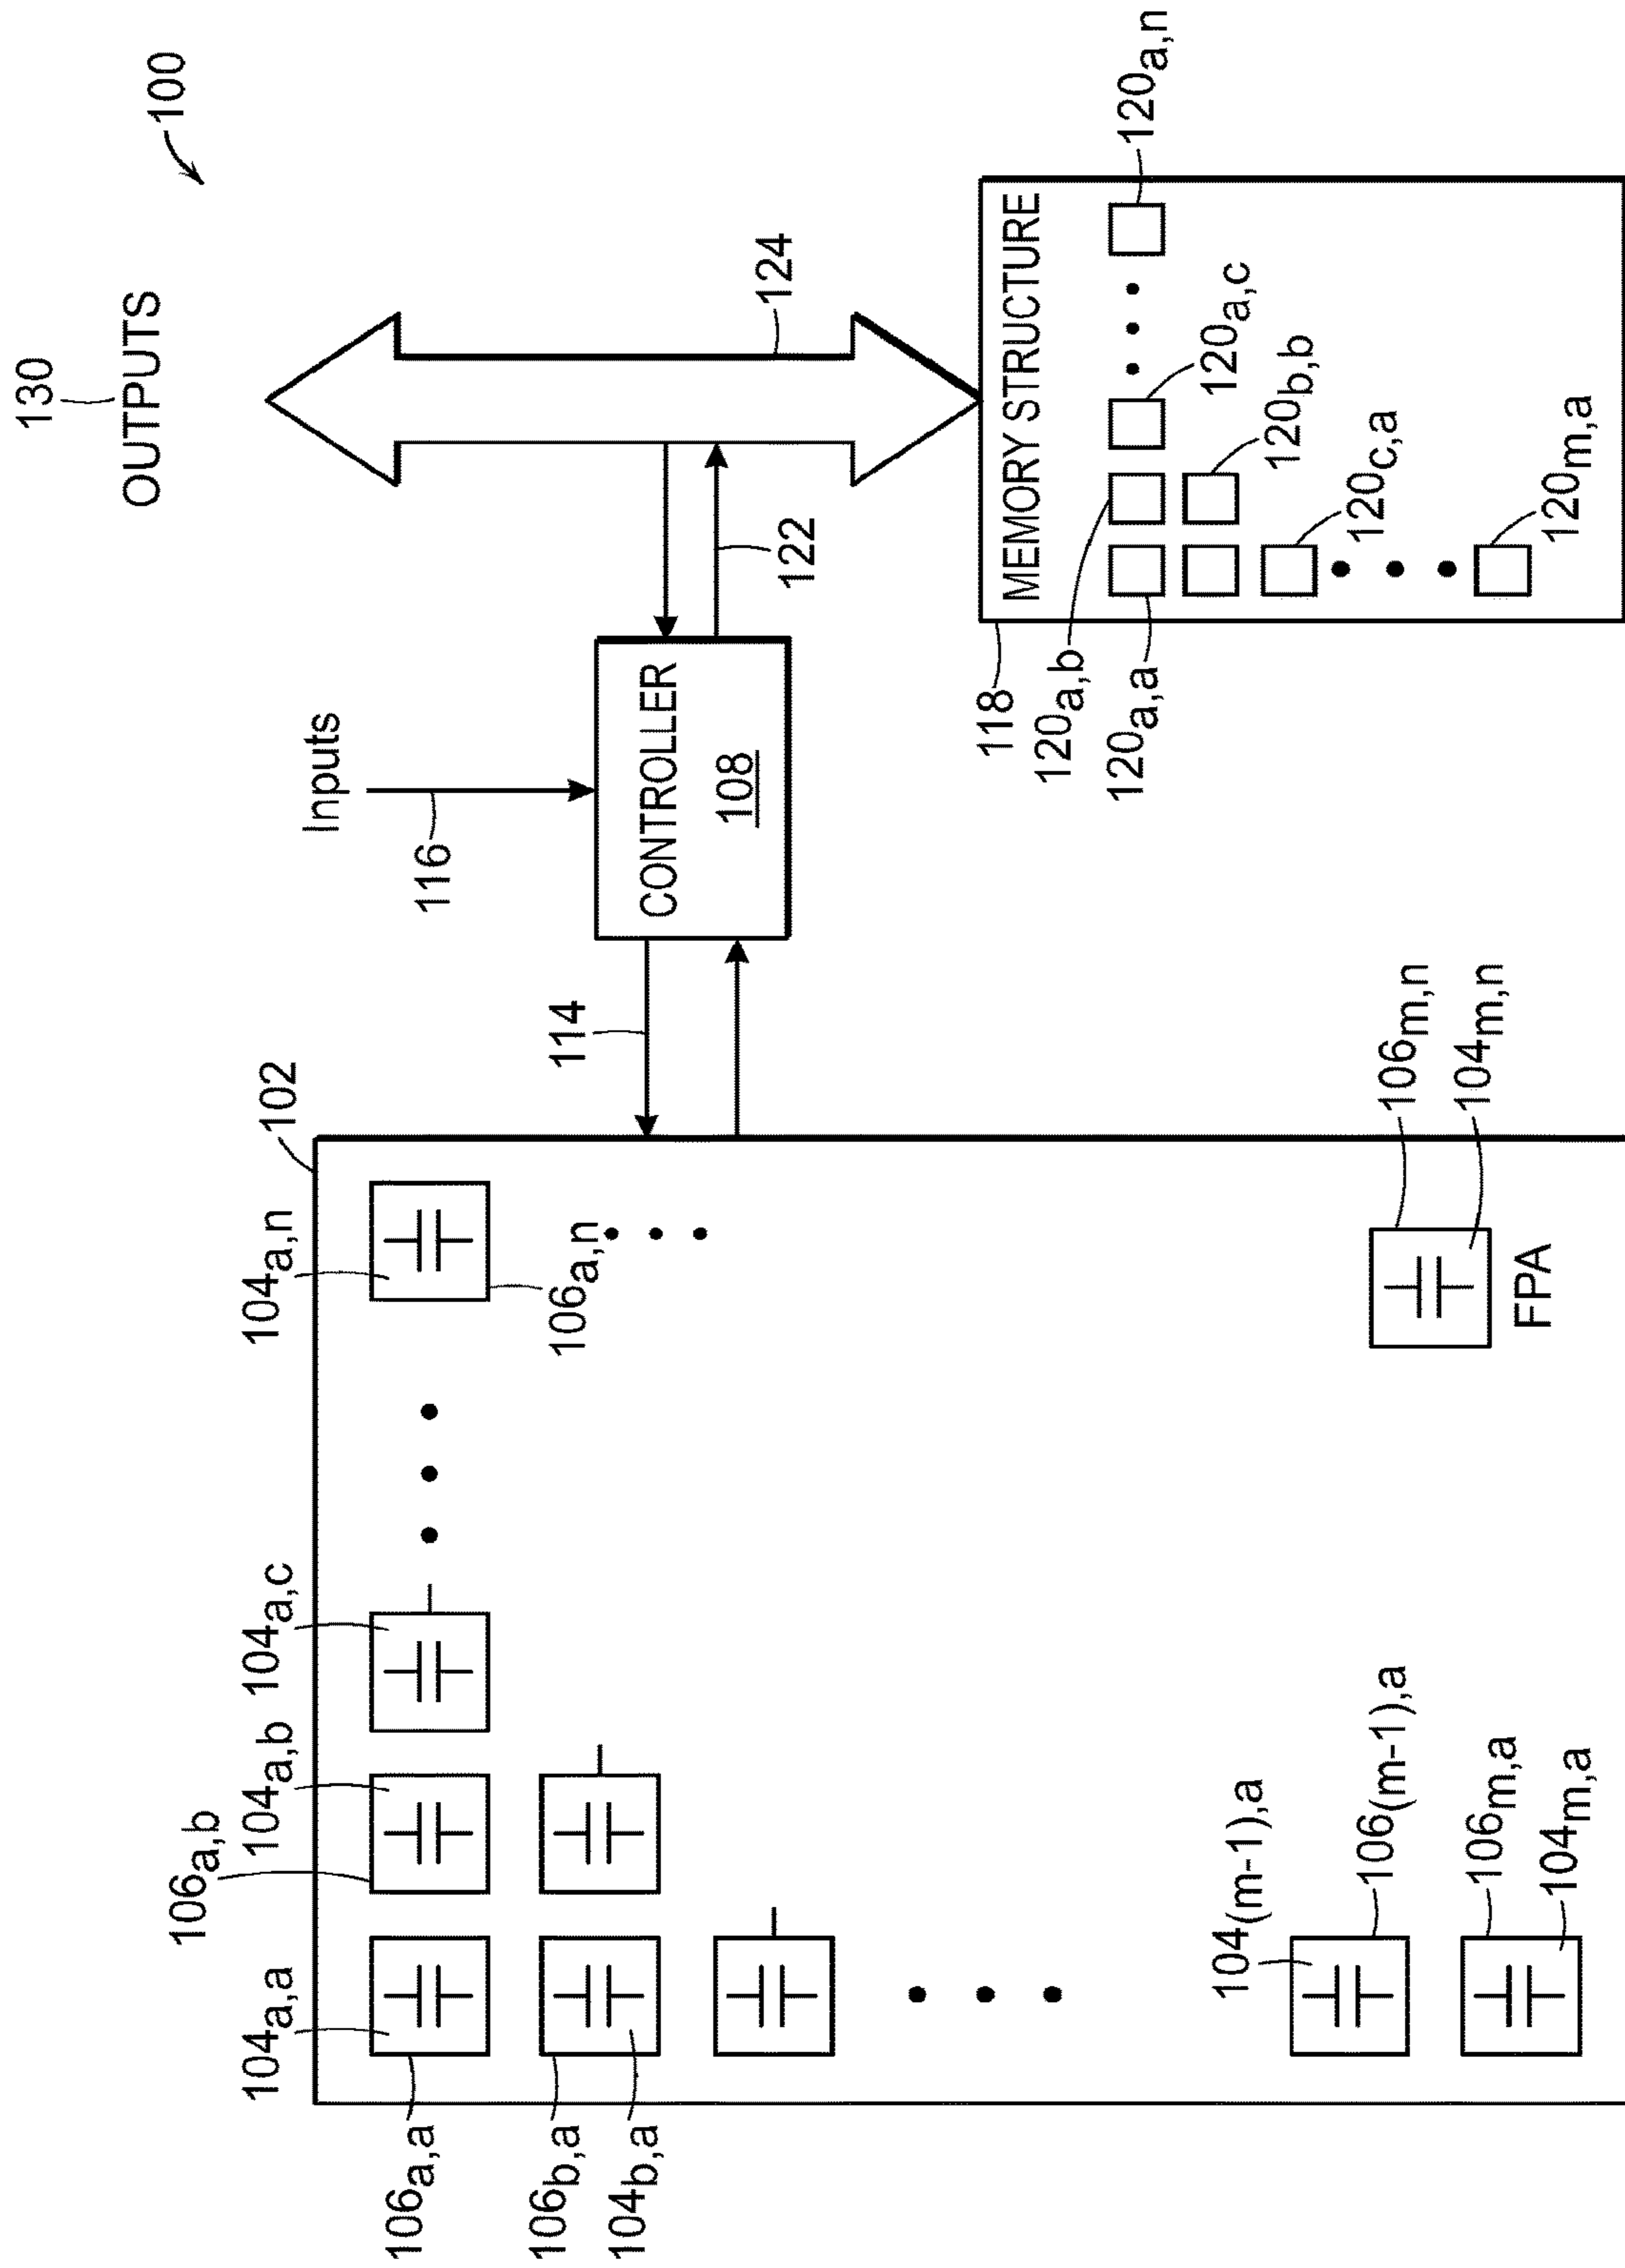 100
130
OUTPUTS
124
122
Inputs
116
CONTROLLER
108
114
102
104a,a
106a,b
104a,b
104a,c
104a,n
106a,n
106a,a
106b,a
104b,a
104(m-1),a
106(m-1),a
106m,a
104m,a
106m,n
104m,n
FPA
MEMORY STRUCTURE
118
120a,b
120a,a
120a,n
120a,c
120b,b
120c,a
120m,a